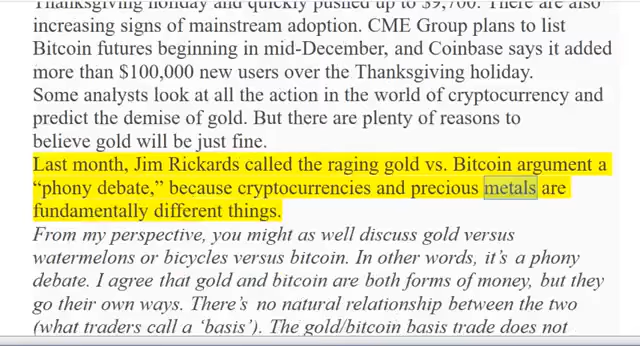 Thanksgiving holiday and quickly pushed up to $9,700. There are also
increasing signs of mainstream adoption. CME Group plans to list
Bitcoin futures beginning in mid-December, and Coinbase says it added
more than $100,000 new users over the Thanksgiving holiday.
Some analysts look at all the action in the world of cryptocurrency and
predict the demise of gold. But there are plenty of reasons to
believe gold will be just fine.
Last month, Jim Rickards called the raging gold vs. Bitcoin argument a
“phony debate,” because cryptocurrencies and precious metals are
fundamentally different things.
From my perspective, you might as well discuss gold versus
watermelons or bicycles versus bitcoin. In other words, it’s a phony
debate. I agree that gold and bitcoin are both forms of money, but they
go their own ways. There’s no natural relationship between the two
(what traders call a ‘basis’). The gold/bitcoin basis trade does not